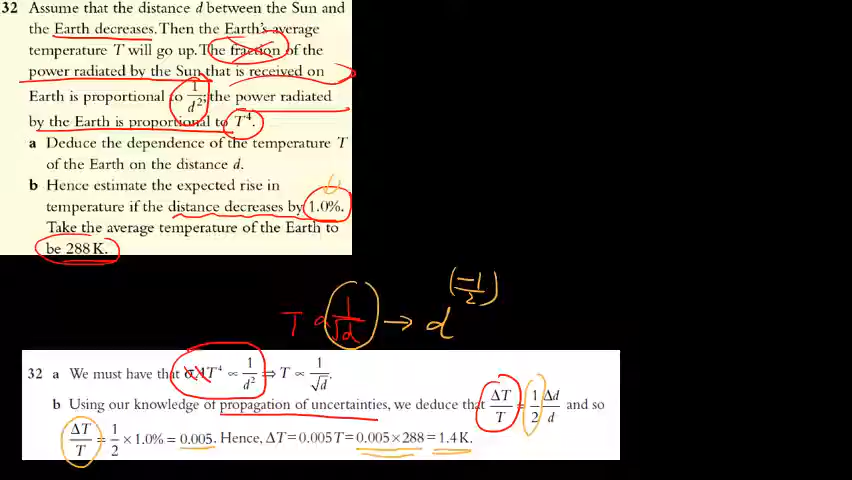 32 Assume that the distance d between the Sun and
the Earth decreases. Then the Earth's average
temperature T will go up. The fraction of the
power radiated by the Sun that is received on
Earth is proportional to 1/d²; the power radiated
by the Earth is proportional to T⁴.
a Deduce the dependence of the temperature T
of the Earth on the distance d.
b Hence estimate the expected rise in
temperature if the distance decreases by 1.0%.
Take the average temperature of the Earth to
be 288 K.
T ∝ 1/√d → d^(-1/2)
32 a We must have that σAT⁴ ∝ 1/d² ⇒ T ∝ 1/√d.
b Using our knowledge of propagation of uncertainties, we deduce that ΔT/T = 1/2 Δd/d and so
ΔT/T = 1/2 × 1.0% = 0.005. Hence, ΔT = 0.005T = 0.005 × 288 = 1.4 K.